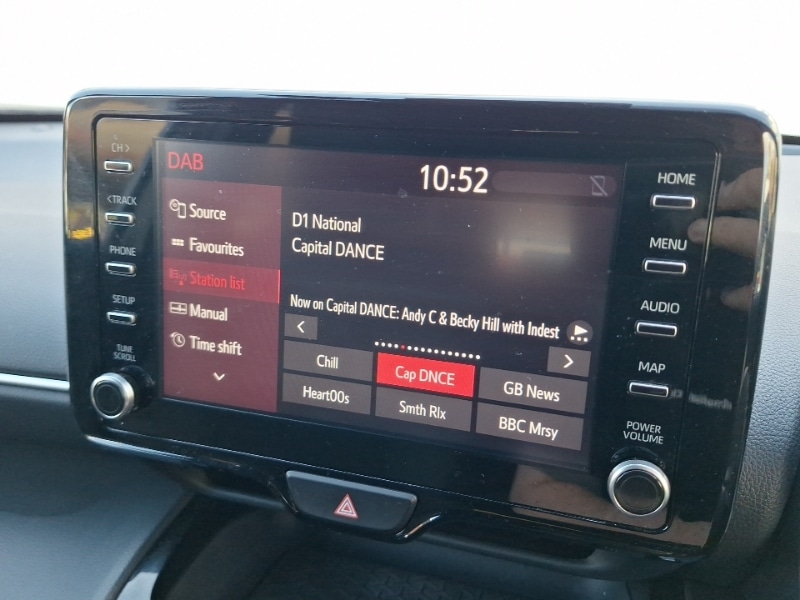 CH>
<TRACK
PHONE
SETUP
TUNE
SCROLL
DAB
10:52
Source
Favourites
Station list
Manual
Time shift
D1 National
Capital DANCE
Now on Capital DANCE: Andy C & Becky Hill with Indest
Chill
Cap DNCE
GB News
Heart00s
Smth Rlx
BBC Mrsy
HOME
MENU
AUDIO
MAP
POWER
VOLUME